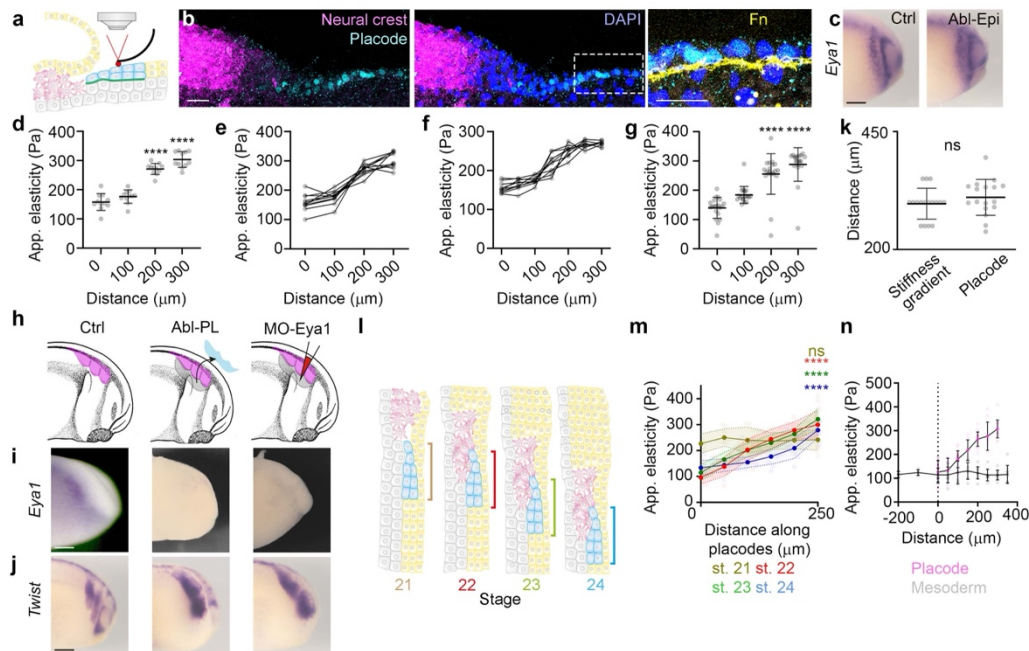 a
b
Neural crest
Placode
DAPI
Fn
c
Ctrl
Abl-Epi
Eya1
d
App. elasticity (Pa)
400
300
200
100
0
****
****
0
100
200
300
Distance (μm)
e
App. elasticity (Pa)
400
300
200
100
0
0
100
200
300
Distance (μm)
f
App. elasticity (Pa)
300
200
100
0
0
100
200
300
Distance (μm)
g
App. elasticity (Pa)
400
300
200
100
0
****
****
0
100
200
300
Distance (μm)
k
Distance (μm)
450
200
ns
Stiffness
gradient
Placode
h
Ctrl
Abl-PL
MO-Eya1
i
Eya1
j
Twist
l
21
22
23
24
Stage
m
App. elasticity (Pa)
400
300
200
100
0
ns
****
****
****
0
250
Distance along
placodes (μm)
st. 21 st. 22
st. 23 st. 24
n
App. elasticity (Pa)
500
400
300
200
100
0
-200
0
200
400
Distance (μm)
Placode
Mesoderm